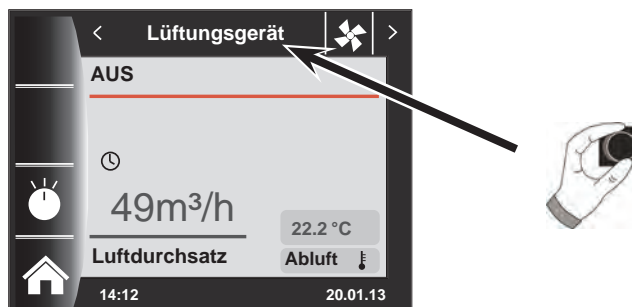 < Lüftungsgerät >
AUS
49m³/h
22.2 °C
Luftdurchsatz Abluft
14:12 20.01.13